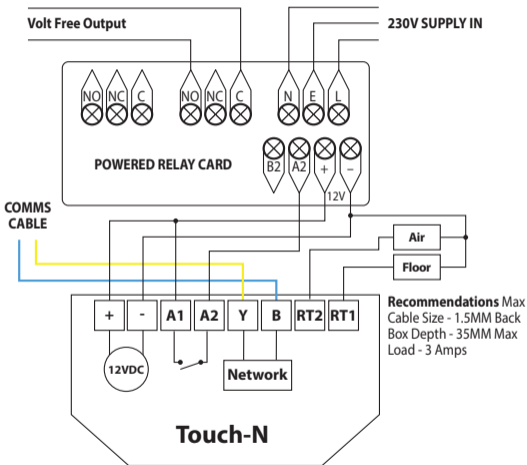 Volt Free Output
230V SUPPLY IN
NO NC C NO NC C N E L
B2 A2 + –
POWERED RELAY CARD
12V
COMMS
CABLE
Air
Floor
Recommendations Max
Cable Size - 1.5MM Back
Box Depth - 35MM Max
Load - 3 Amps
+ - A1 A2 Y B RT2 RT1
12VDC
Network
Touch-N